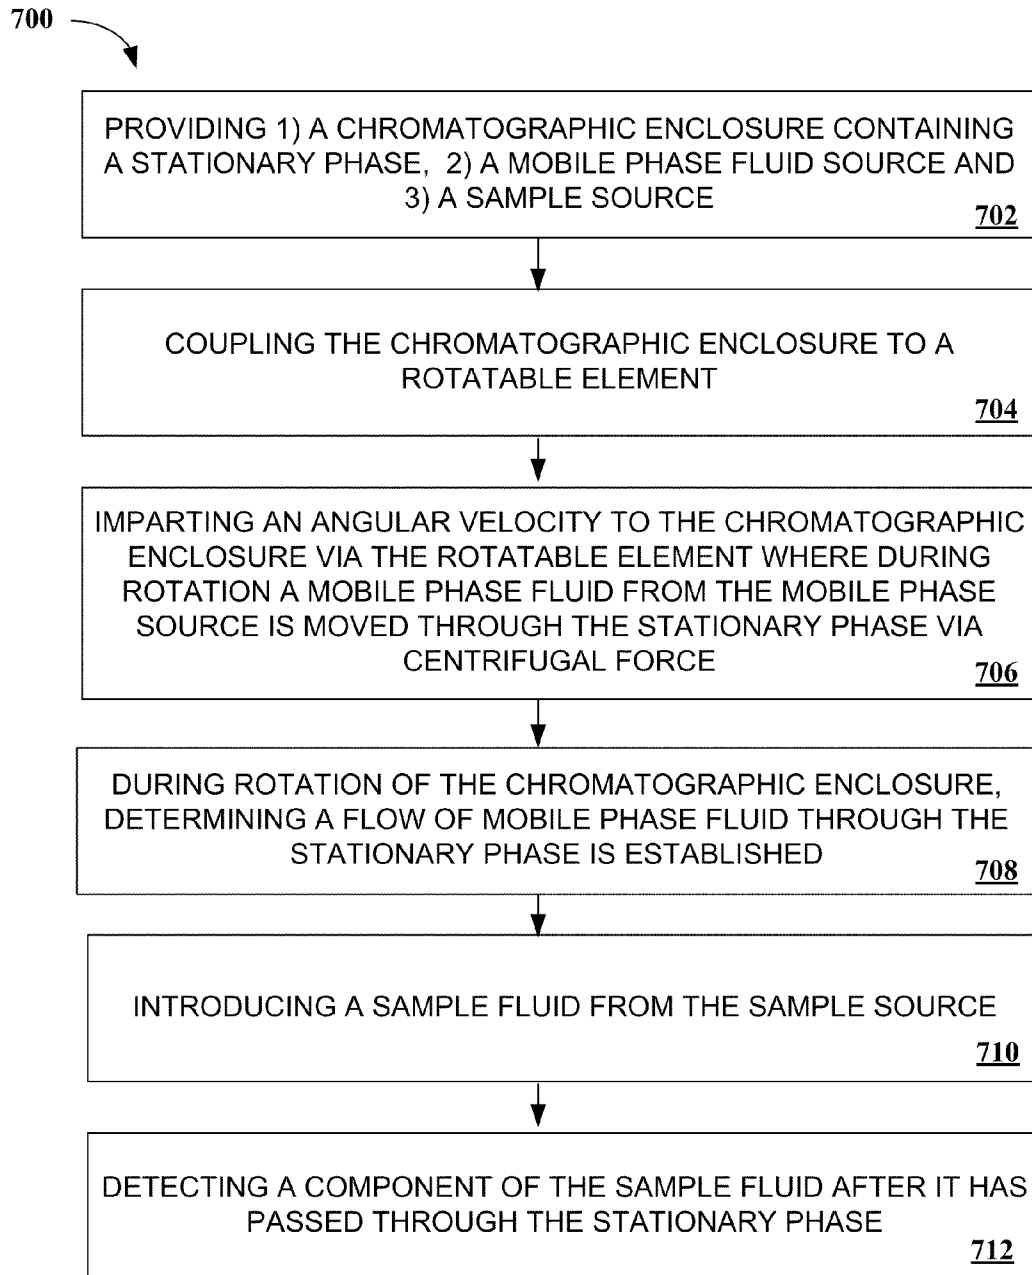 700
PROVIDING 1) A CHROMATOGRAPHIC ENCLOSURE CONTAINING
A STATIONARY PHASE, 2) A MOBILE PHASE FLUID SOURCE AND
3) A SAMPLE SOURCE
702
COUPLING THE CHROMATOGRAPHIC ENCLOSURE TO A
ROTATABLE ELEMENT
704
IMPARTING AN ANGULAR VELOCITY TO THE CHROMATOGRAPHIC
ENCLOSURE VIA THE ROTATABLE ELEMENT WHERE DURING
ROTATION A MOBILE PHASE FLUID FROM THE MOBILE PHASE
SOURCE IS MOVED THROUGH THE STATIONARY PHASE VIA
CENTRIFUGAL FORCE
706
DURING ROTATION OF THE CHROMATOGRAPHIC ENCLOSURE,
DETERMINING A FLOW OF MOBILE PHASE FLUID THROUGH THE
STATIONARY PHASE IS ESTABLISHED
708
INTRODUCING A SAMPLE FLUID FROM THE SAMPLE SOURCE
710
DETECTING A COMPONENT OF THE SAMPLE FLUID AFTER IT HAS
PASSED THROUGH THE STATIONARY PHASE
712